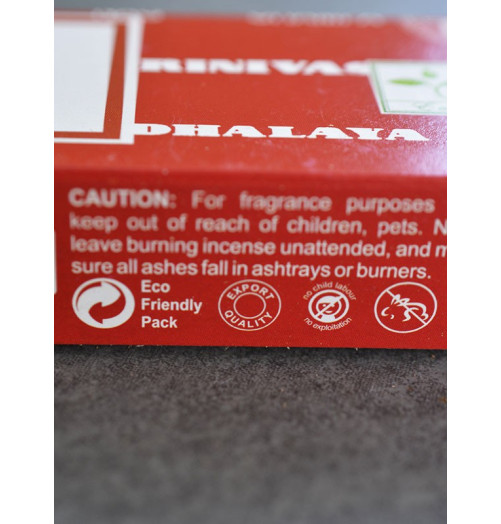 RINIVAS
DHALAYA
CAUTION: For fragrance purposes
keep out of reach of children, pets. N
leave burning incense unattended, and m
sure all ashes fall in ashtrays or burners.
Eco
Friendly
Pack
EXPORT
QUALITY
no child labour
no exploitation